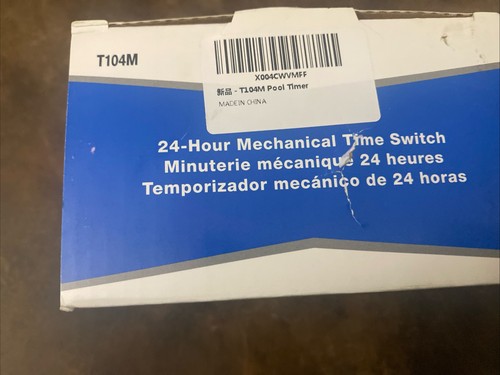 T104M
X004CWVMFF
新品 - T104M Pool Timer
MADE IN CHINA
24-Hour Mechanical Time Switch
Minuterie mécanique 24 heures
Temporizador mecánico de 24 horas